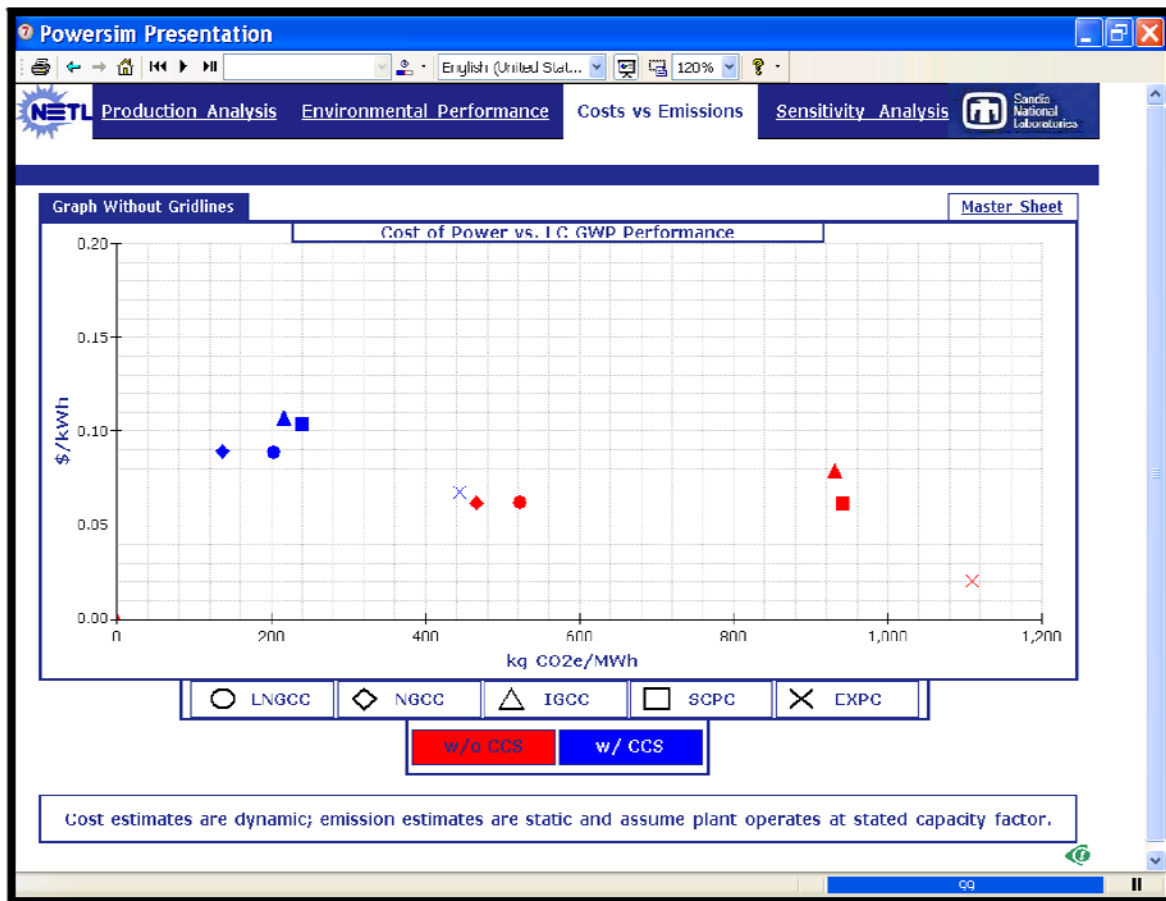 Powersim Presentation
English (United Stat...
120%
NETL
Production Analysis
Environmental Performance
Costs vs Emissions
Sensitivity Analysis
Sandia
National
Laboratories
Graph Without Gridlines
Master Sheet
Cost of Power vs. LC GWP Performance
0.20
0.15
0.10
0.05
0.00
$/kWh
0
200
400
600
800
1,000
1,200
kg CO2e/MWh
LNGCC
NGCC
IGCC
SCPC
EXPC
w/o CCS
w/ CCS
Cost estimates are dynamic; emission estimates are static and assume plant operates at stated capacity factor.
99